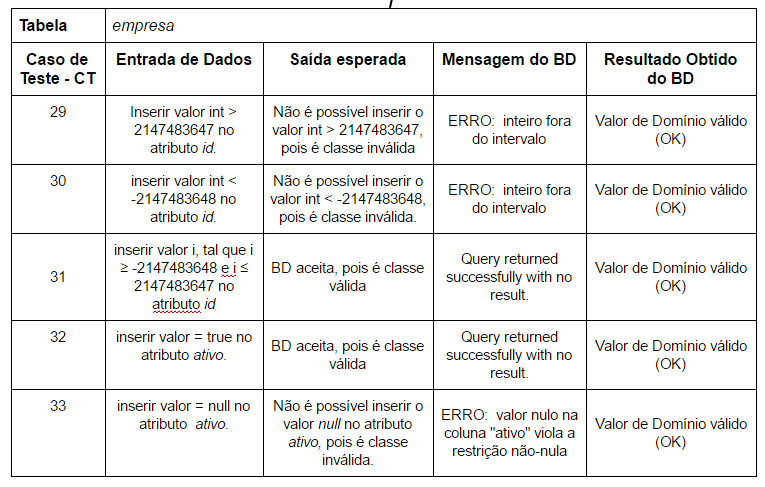 Tabela empresa
Caso de Teste - CT Entrada de Dados Saída esperada Mensagem do BD Resultado Obtido do BD
29
Inserir valor int >
2147483647 no
atributo id.
Não é possível inserir o
valor int > 2147483647,
pois é classe inválida
ERRO: inteiro fora
do intervalo
Valor de Domínio válido
(OK)
30
inserir valor int <
-2147483648 no
atributo id.
Não é possível inserir o
valor int < -2147483648,
pois é classe inválida.
ERRO: inteiro fora
do intervalo
Valor de Domínio válido
(OK)
31
inserir valor i, tal que i
≥ -2147483648 e i ≤
2147483647 no
atributo id
BD aceita, pois é classe
válida
Query returned
successfully with no
result.
Valor de Domínio válido
(OK)
32
inserir valor = true no
atributo ativo.
BD aceita, pois é classe
válida
Query returned
successfully with no
result.
Valor de Domínio válido
(OK)
33
inserir valor = null no
atributo ativo.
Não é possível inserir o
valor null no atributo
ativo, pois é classe
inválida.
ERRO: valor nulo na
coluna "ativo" viola a
restrição não-nula
Valor de Domínio válido
(OK)